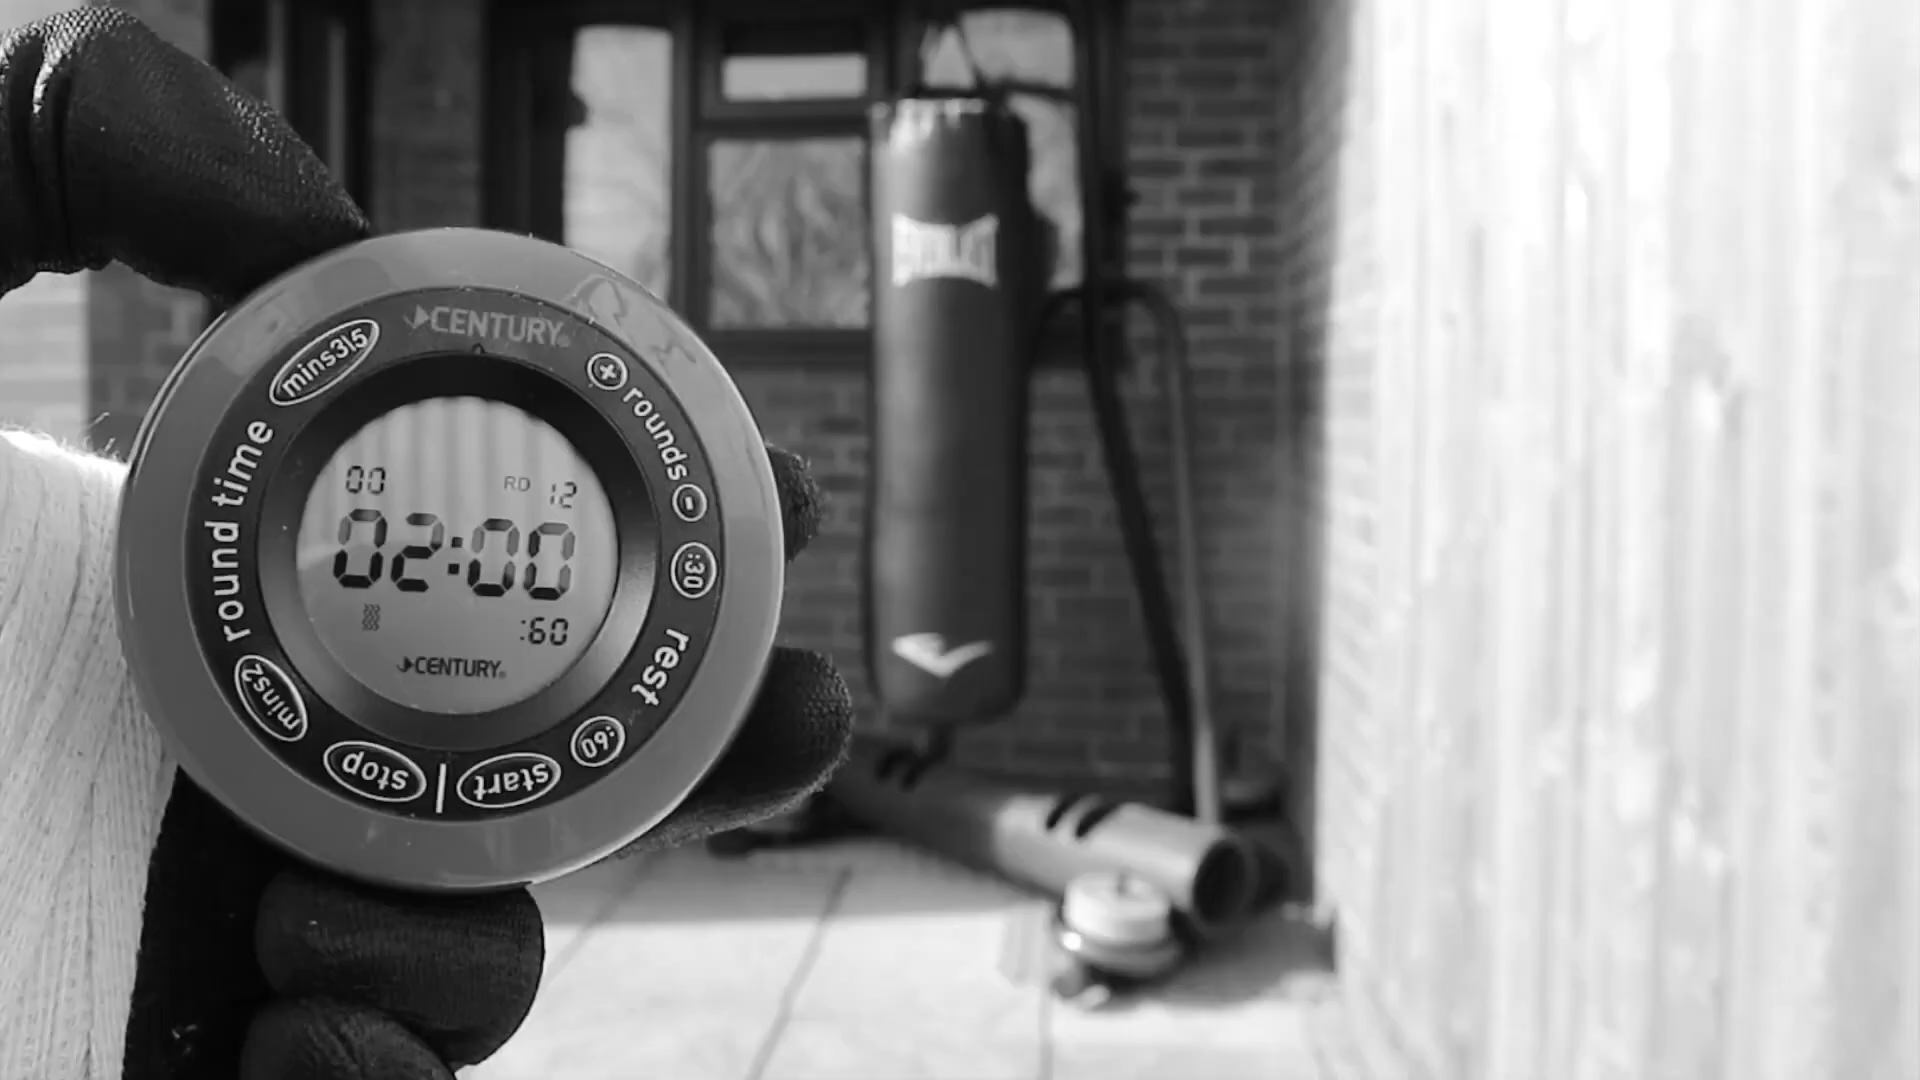 CENTURY
mins3\5
+ rounds -
round time
00 RD 12
02:00
:60
CENTURY
:30
rest
mins2
:60
stop | start
EVERLAST